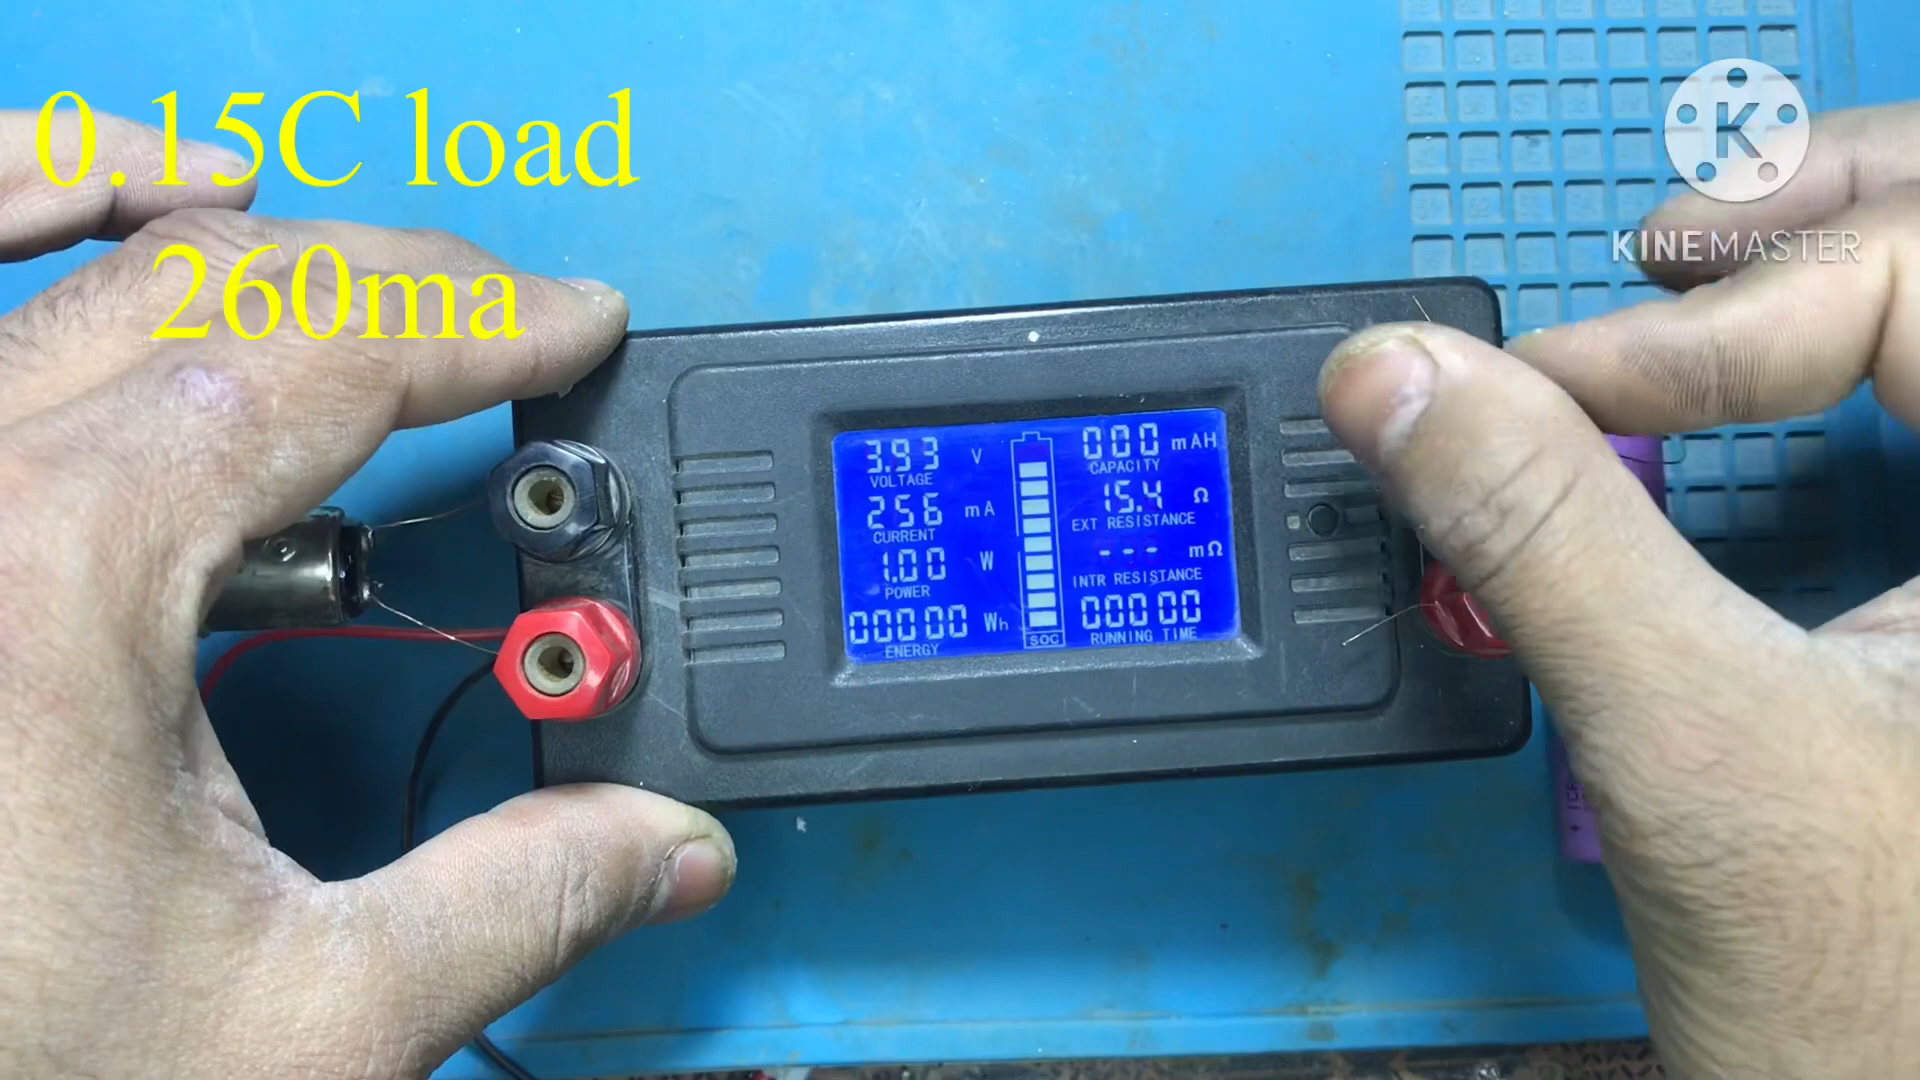 0.15C load
260ma
K
KINEMASTER
3.93 V
VOLTAGE
256 mA
CURRENT
1.00 W
POWER
00000 Wh
ENERGY
SOC
000 mAH
CAPACITY
15.4 Ω
EXT RESISTANCE
--- mΩ
INTR RESISTANCE
00000
RUNNING TIME